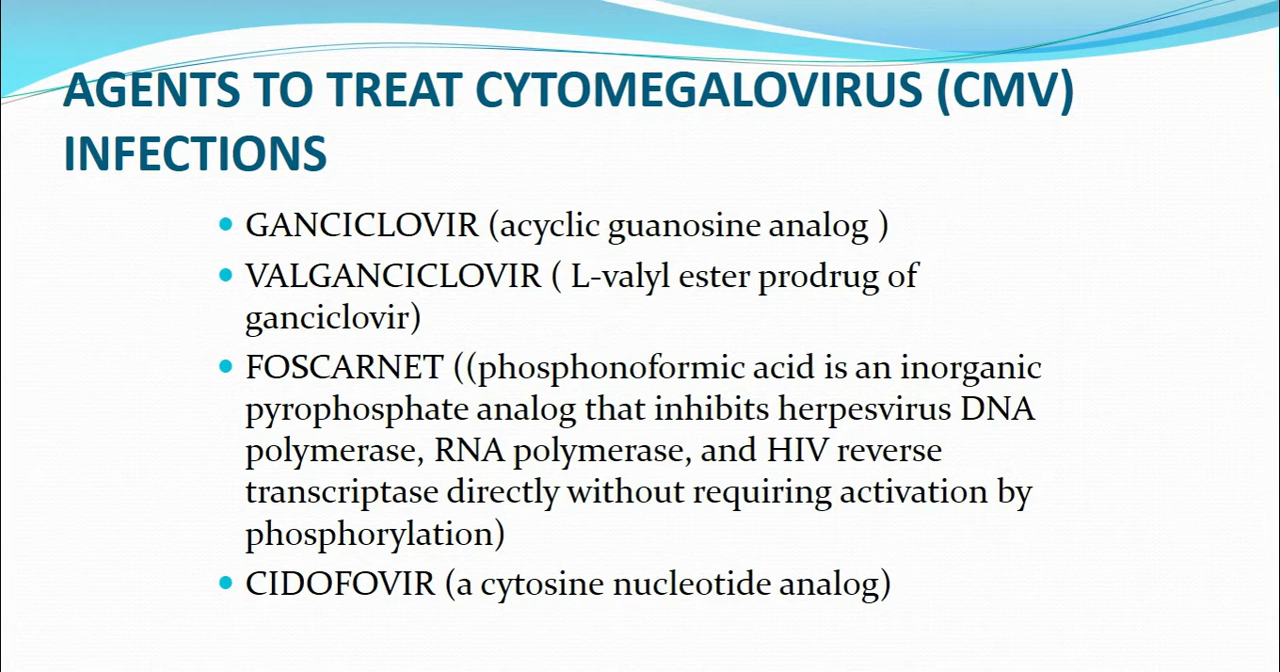 AGENTS TO TREAT CYTOMEGALOVIRUS (CMV)
INFECTIONS
• GANCICLOVIR (acyclic guanosine analog )
• VALGANCICLOVIR ( L-valyl ester prodrug of
ganciclovir)
• FOSCARNET ((phosphonoformic acid is an inorganic
pyrophosphate analog that inhibits herpesvirus DNA
polymerase, RNA polymerase, and HIV reverse
transcriptase directly without requiring activation by
phosphorylation)
• CIDOFOVIR (a cytosine nucleotide analog)